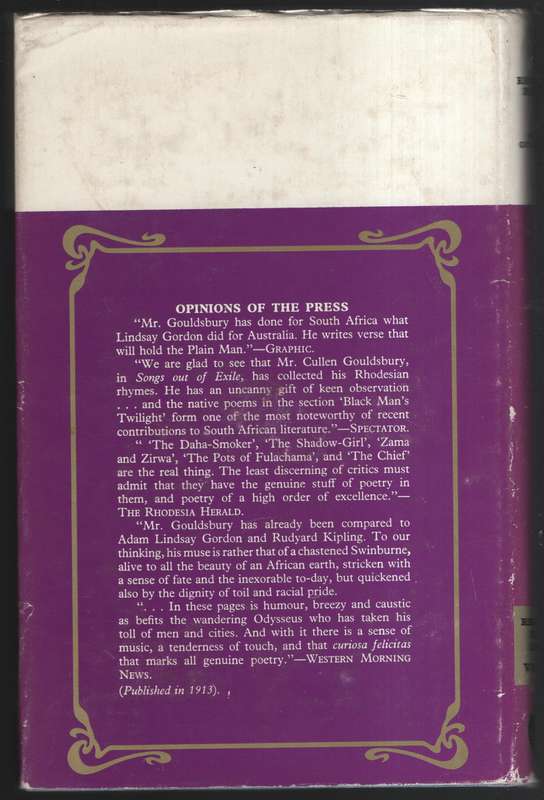 OPINIONS OF THE PRESS
"Mr. Gouldsbury has done for South Africa what
Lindsay Gordon did for Australia. He writes verse that
will hold the Plain Man."—GRAPHIC.
"We are glad to see that Mr. Cullen Gouldsbury,
in Songs out of Exile, has collected his Rhodesian
rhymes. He has an uncanny gift of keen observation
. . . and the native poems in the section 'Black Man's
Twilight' form one of the most noteworthy of recent
contributions to South African literature."—SPECTATOR.
" 'The Daha-Smoker', 'The Shadow-Girl', 'Zama
and Zirwa', 'The Pots of Fulachama', and 'The Chief'
are the real thing. The least discerning of critics must
admit that they have the genuine stuff of poetry in
them, and poetry of a high order of excellence."—
THE RHODESIA HERALD.
"Mr. Gouldsbury has already been compared to
Adam Lindsay Gordon and Rudyard Kipling. To our
thinking, his muse is rather that of a chastened Swinburne,
alive to all the beauty of an African earth, stricken with
a sense of fate and the inexorable to-day, but quickened
also by the dignity of toil and racial pride.
". . . In these pages is humour, breezy and caustic
as befits the wandering Odysseus who has taken his
toll of men and cities. And with it there is a sense of
music, a tenderness of touch, and that curiosa felicitas
that marks all genuine poetry."—WESTERN MORNING
NEWS.
(Published in 1913).